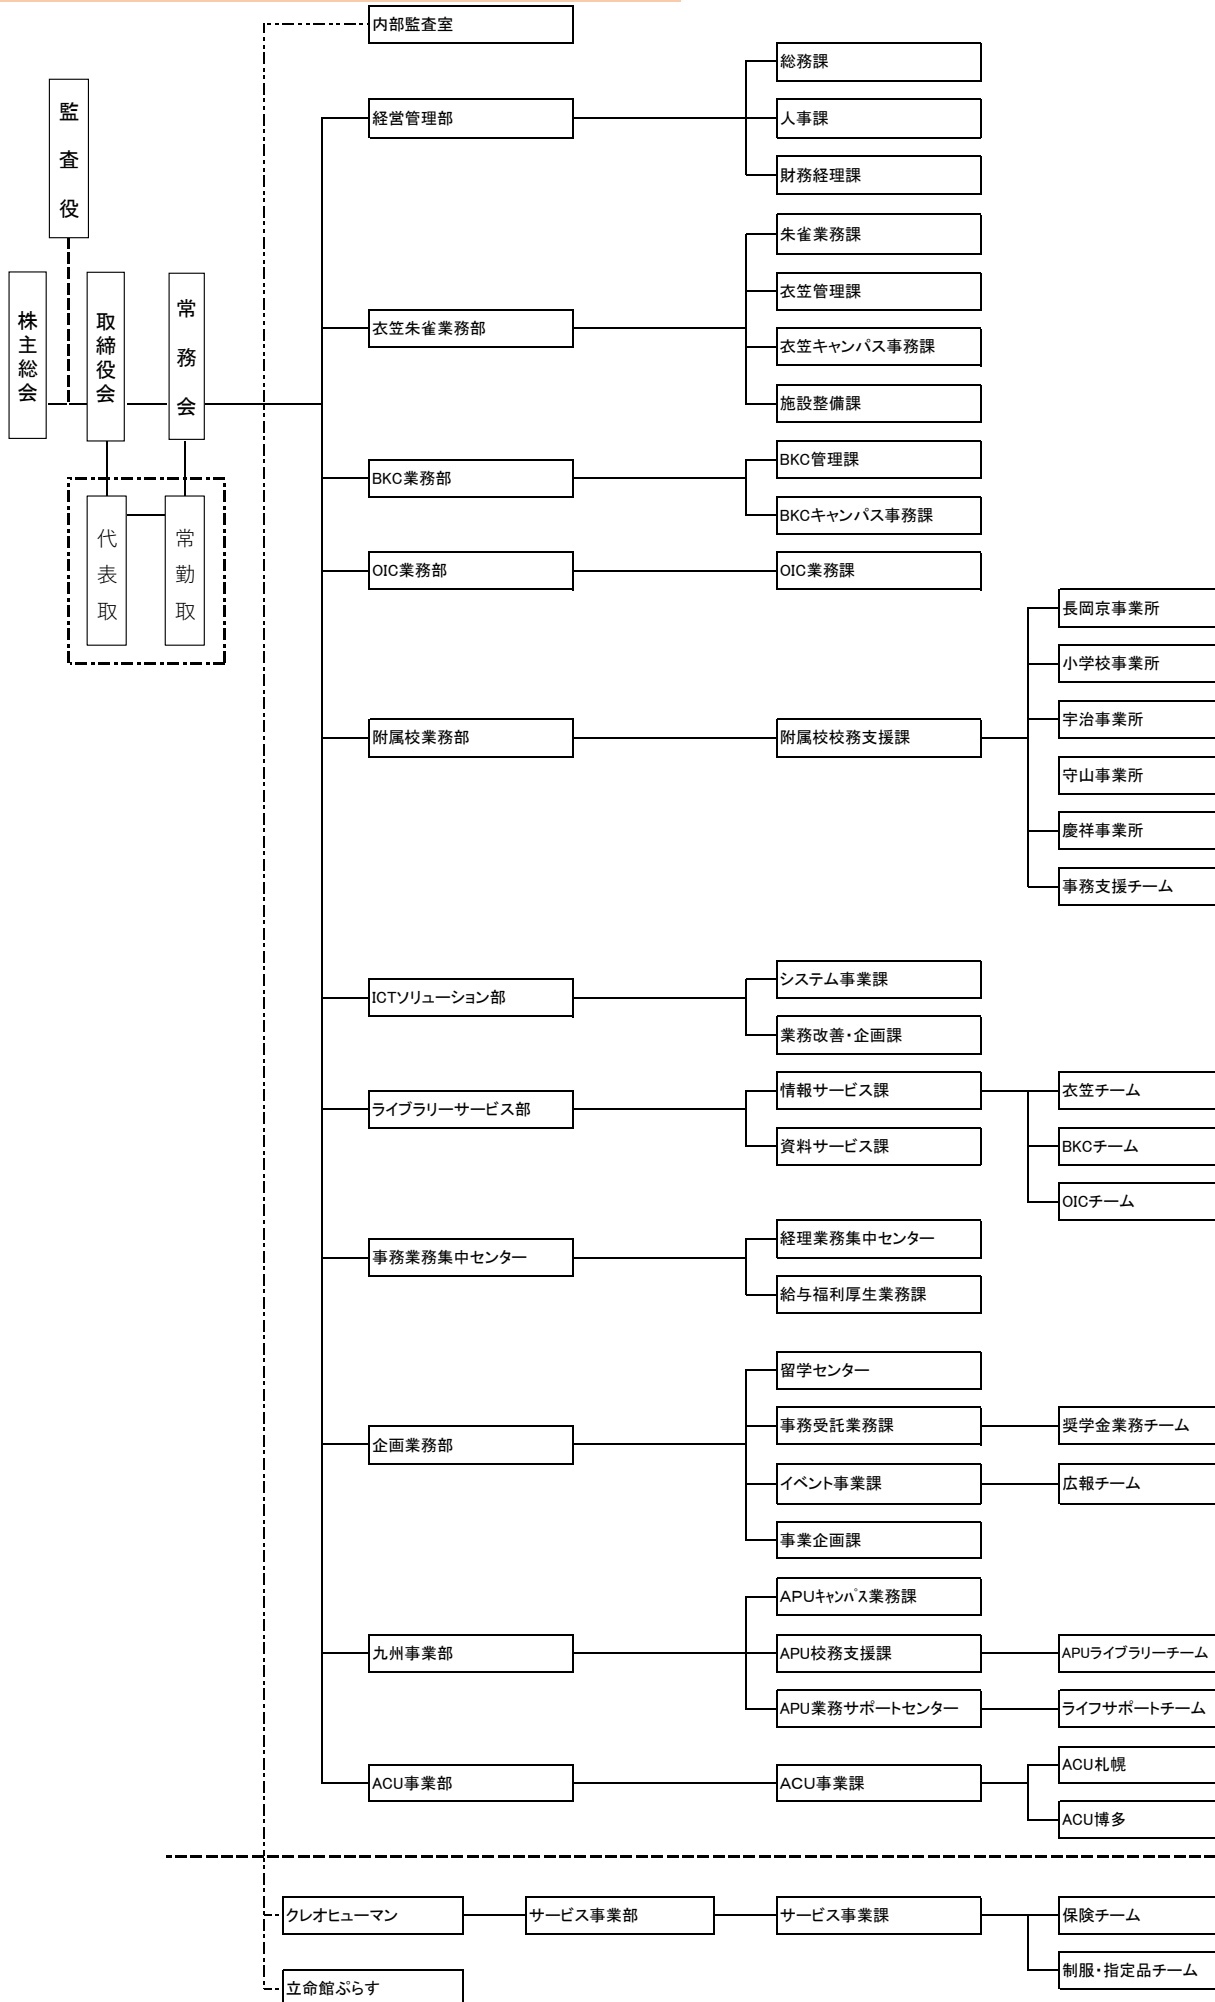 監査役
株主総会
取締役会
常務会
代表取
常勤取
内部監査室
経営管理部
総務課
人事課
財務経理課
衣笠朱雀業務部
朱雀業務課
衣笠管理課
衣笠キャンパス事務課
施設整備課
BKC業務部
BKC管理課
BKCキャンパス事務課
OIC業務部
OIC業務課
附属校業務部
附属校校務支援課
長岡京事業所
小学校事業所
宇治事業所
守山事業所
慶祥事業所
事務支援チーム
ICTソリューション部
システム事業課
業務改善・企画課
ライブラリーサービス部
情報サービス課
資料サービス課
衣笠チーム
BKCチーム
OICチーム
事務業務集中センター
経理業務集中センター
給与福利厚生業務課
企画業務部
留学センター
事務受託業務課
奨学金業務チーム
イベント事業課
広報チーム
事業企画課
九州事業部
APUｷｬﾝﾊﾟｽ業務課
APU校務支援課
APUライブラリーチーム
APU業務サポートセンター
ライフサポートチーム
ACU事業部
ACU事業課
ACU札幌
ACU博多
クレオヒューマン
サービス事業部
サービス事業課
保険チーム
制服・指定品チーム
立命館ぷらす